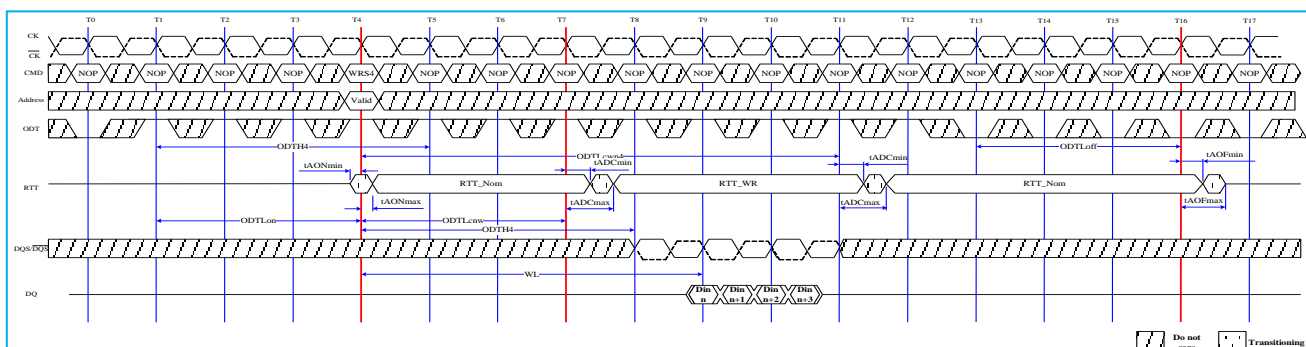 T0 T1 T2 T3 T4 T5 T6 T7 T8 T9 T10 T11 T12 T13 T14 T15 T16 T17
CK
CK
CMD NOP NOP NOP NOP WRS4 NOP NOP NOP NOP NOP NOP NOP NOP NOP NOP NOP NOP NOP
Address Valid
ODT
ODTH4 ODTLcwn4 ODTLoff
tAONmin tADCmin tADCmin tAOFmin
RTT RTT_Nom RTT_WR RTT_Nom
tAONmax tADCmax tADCmax tAOFmax
ODTLon ODTLcnw
ODTH4
DQS/DQS
WL
DQ Din n Din n+1 Din n+2 Din n+3
Do not Transitioning